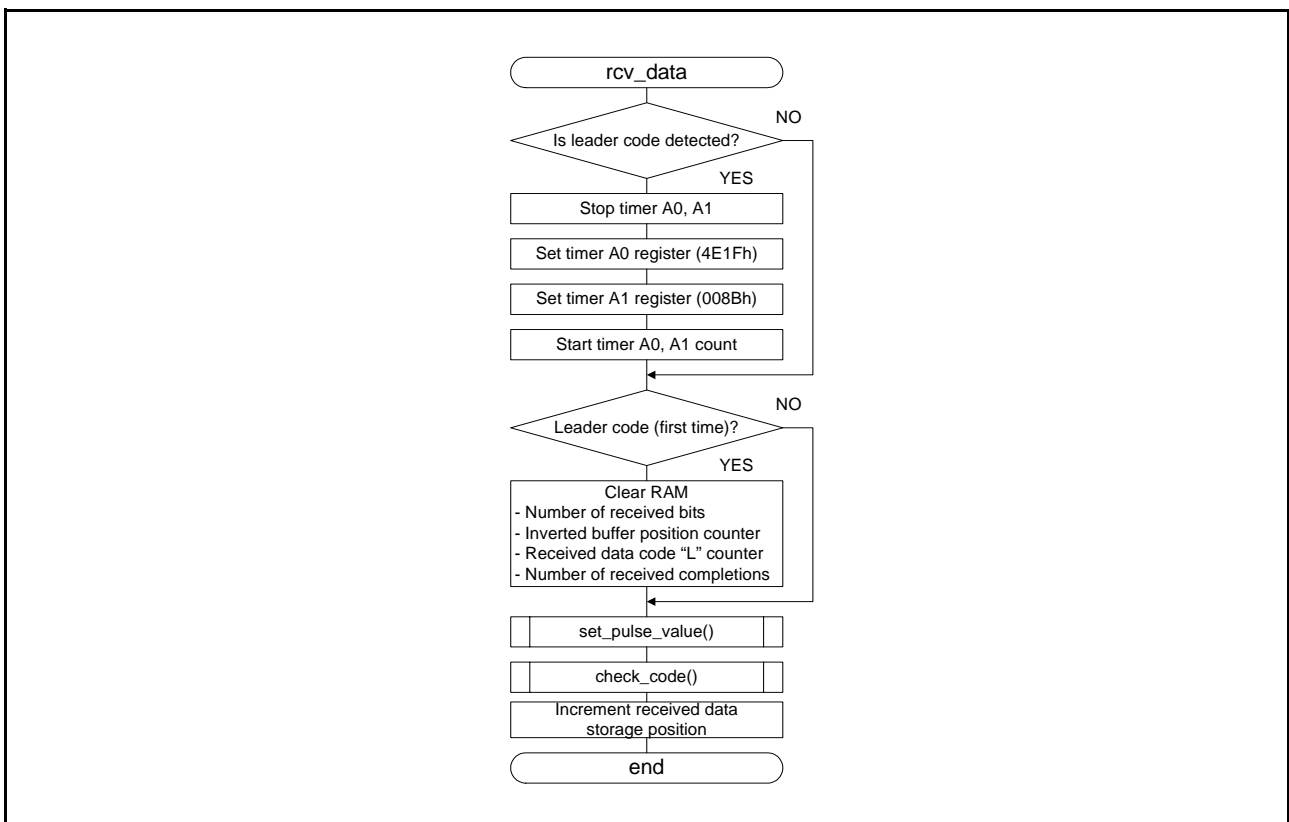 rcv_data
NO
Is leader code detected?
YES
Stop timer A0, A1
Set timer A0 register (4E1Fh)
Set timer A1 register (008Bh)
Start timer A0, A1 count
NO
Leader code (first time)?
YES
Clear RAM
- Number of received bits
- Inverted buffer position counter
- Received data code “L” counter
- Number of received completions
set_pulse_value()
check_code()
Increment received data
storage position
end